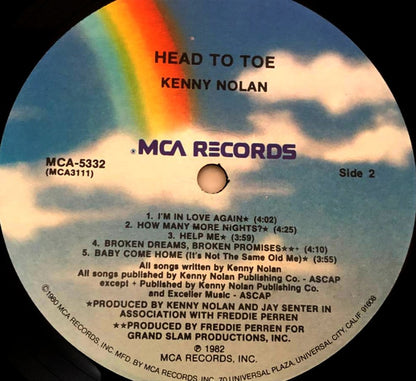 HEAD TO TOE
KENNY NOLAN
MCA RECORDS
MCA-5332
(MCA3111)
Side 2
1. I'M IN LOVE AGAIN★ (4:02)
2. HOW MANY MORE NIGHTS?★ (4:25)
3. HELP ME★ (3:59)
4. BROKEN DREAMS, BROKEN PROMISES★★+ (4:10)
5. BABY COME HOME (It's Not The Same Old Me)★ (3:55)
All songs written by Kenny Nolan
All songs published by Kenny Nolan Publishing Co. - ASCAP
except + Published by Kenny Nolan Publishing Co.
and Exceller Music - ASCAP
★PRODUCED BY KENNY NOLAN AND JAY SENTER IN
ASSOCIATION WITH FREDDIE PERREN
★★PRODUCED BY FREDDIE PERREN FOR
GRAND SLAM PRODUCTIONS, INC.
℗ 1982
MCA RECORDS, INC.
©1980 MCA RECORDS, INC. MFD. BY MCA RECORDS, INC. 70 UNIVERSAL PLAZA, UNIVERSAL CITY, CALIF. 91608